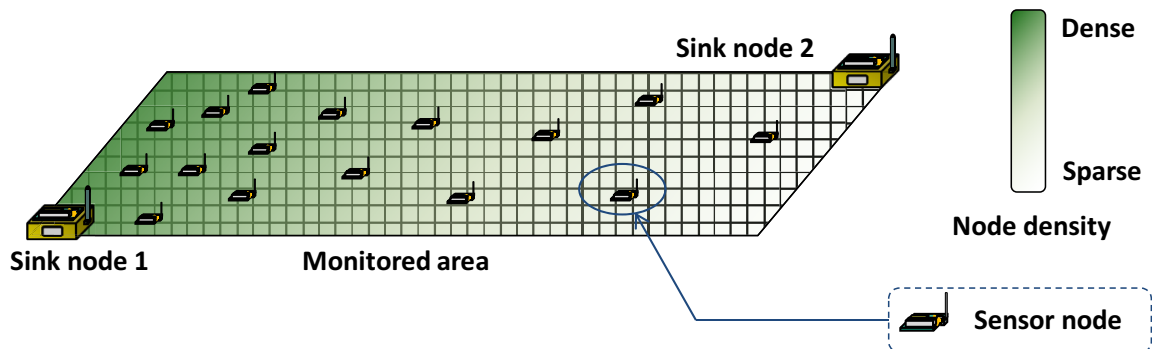 Dense
Sink node 2
Sparse
Node density
Sink node 1
Monitored area
Sensor node